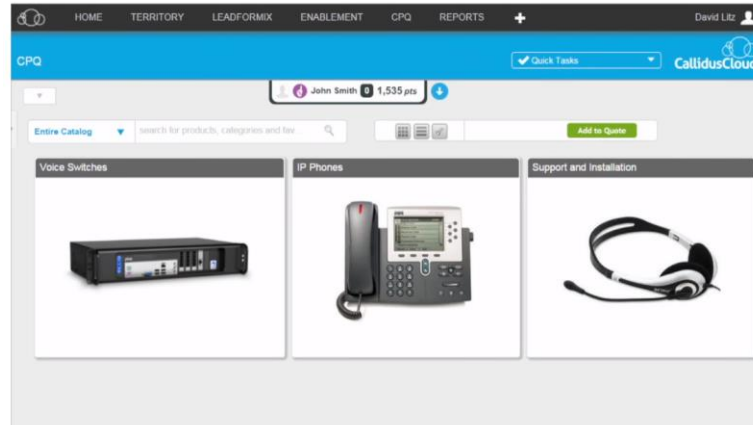 HOME TERRITORY LEADFORMIX ENABLEMENT CPQ REPORTS + David Litz
CPQ Quick Tasks CallidusCloud
John Smith 0 1,535 pts
Entire Catalog search for products, categories and fav... Add to Quote
Voice Switches IP Phones Support and Installation